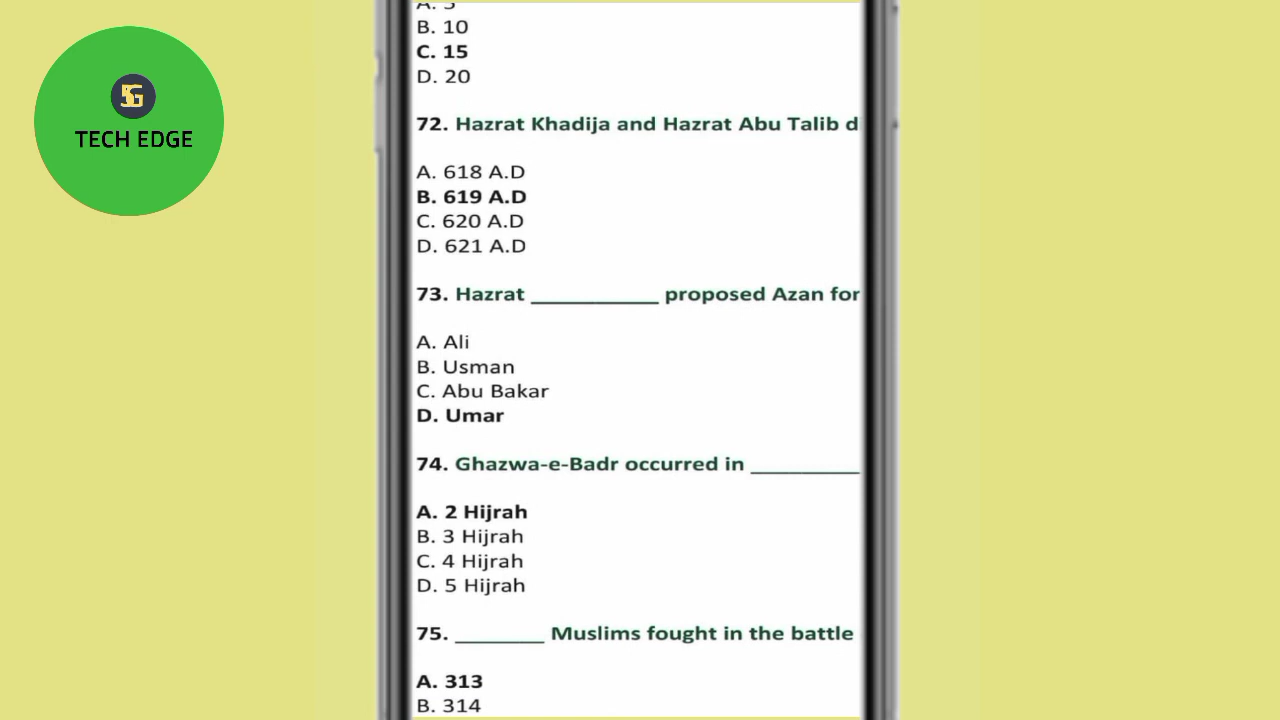 5G
TECH EDGE
B. 10
C. 15
D. 20
72. Hazrat Khadija and Hazrat Abu Talib d
A. 618 A.D
B. 619 A.D
C. 620 A.D
D. 621 A.D
73. Hazrat ___________ proposed Azan for
A. Ali
B. Usman
C. Abu Bakar
D. Umar
74. Ghazwa-e-Badr occurred in _________
A. 2 Hijrah
B. 3 Hijrah
C. 4 Hijrah
D. 5 Hijrah
75. ________ Muslims fought in the battle
A. 313
B. 314